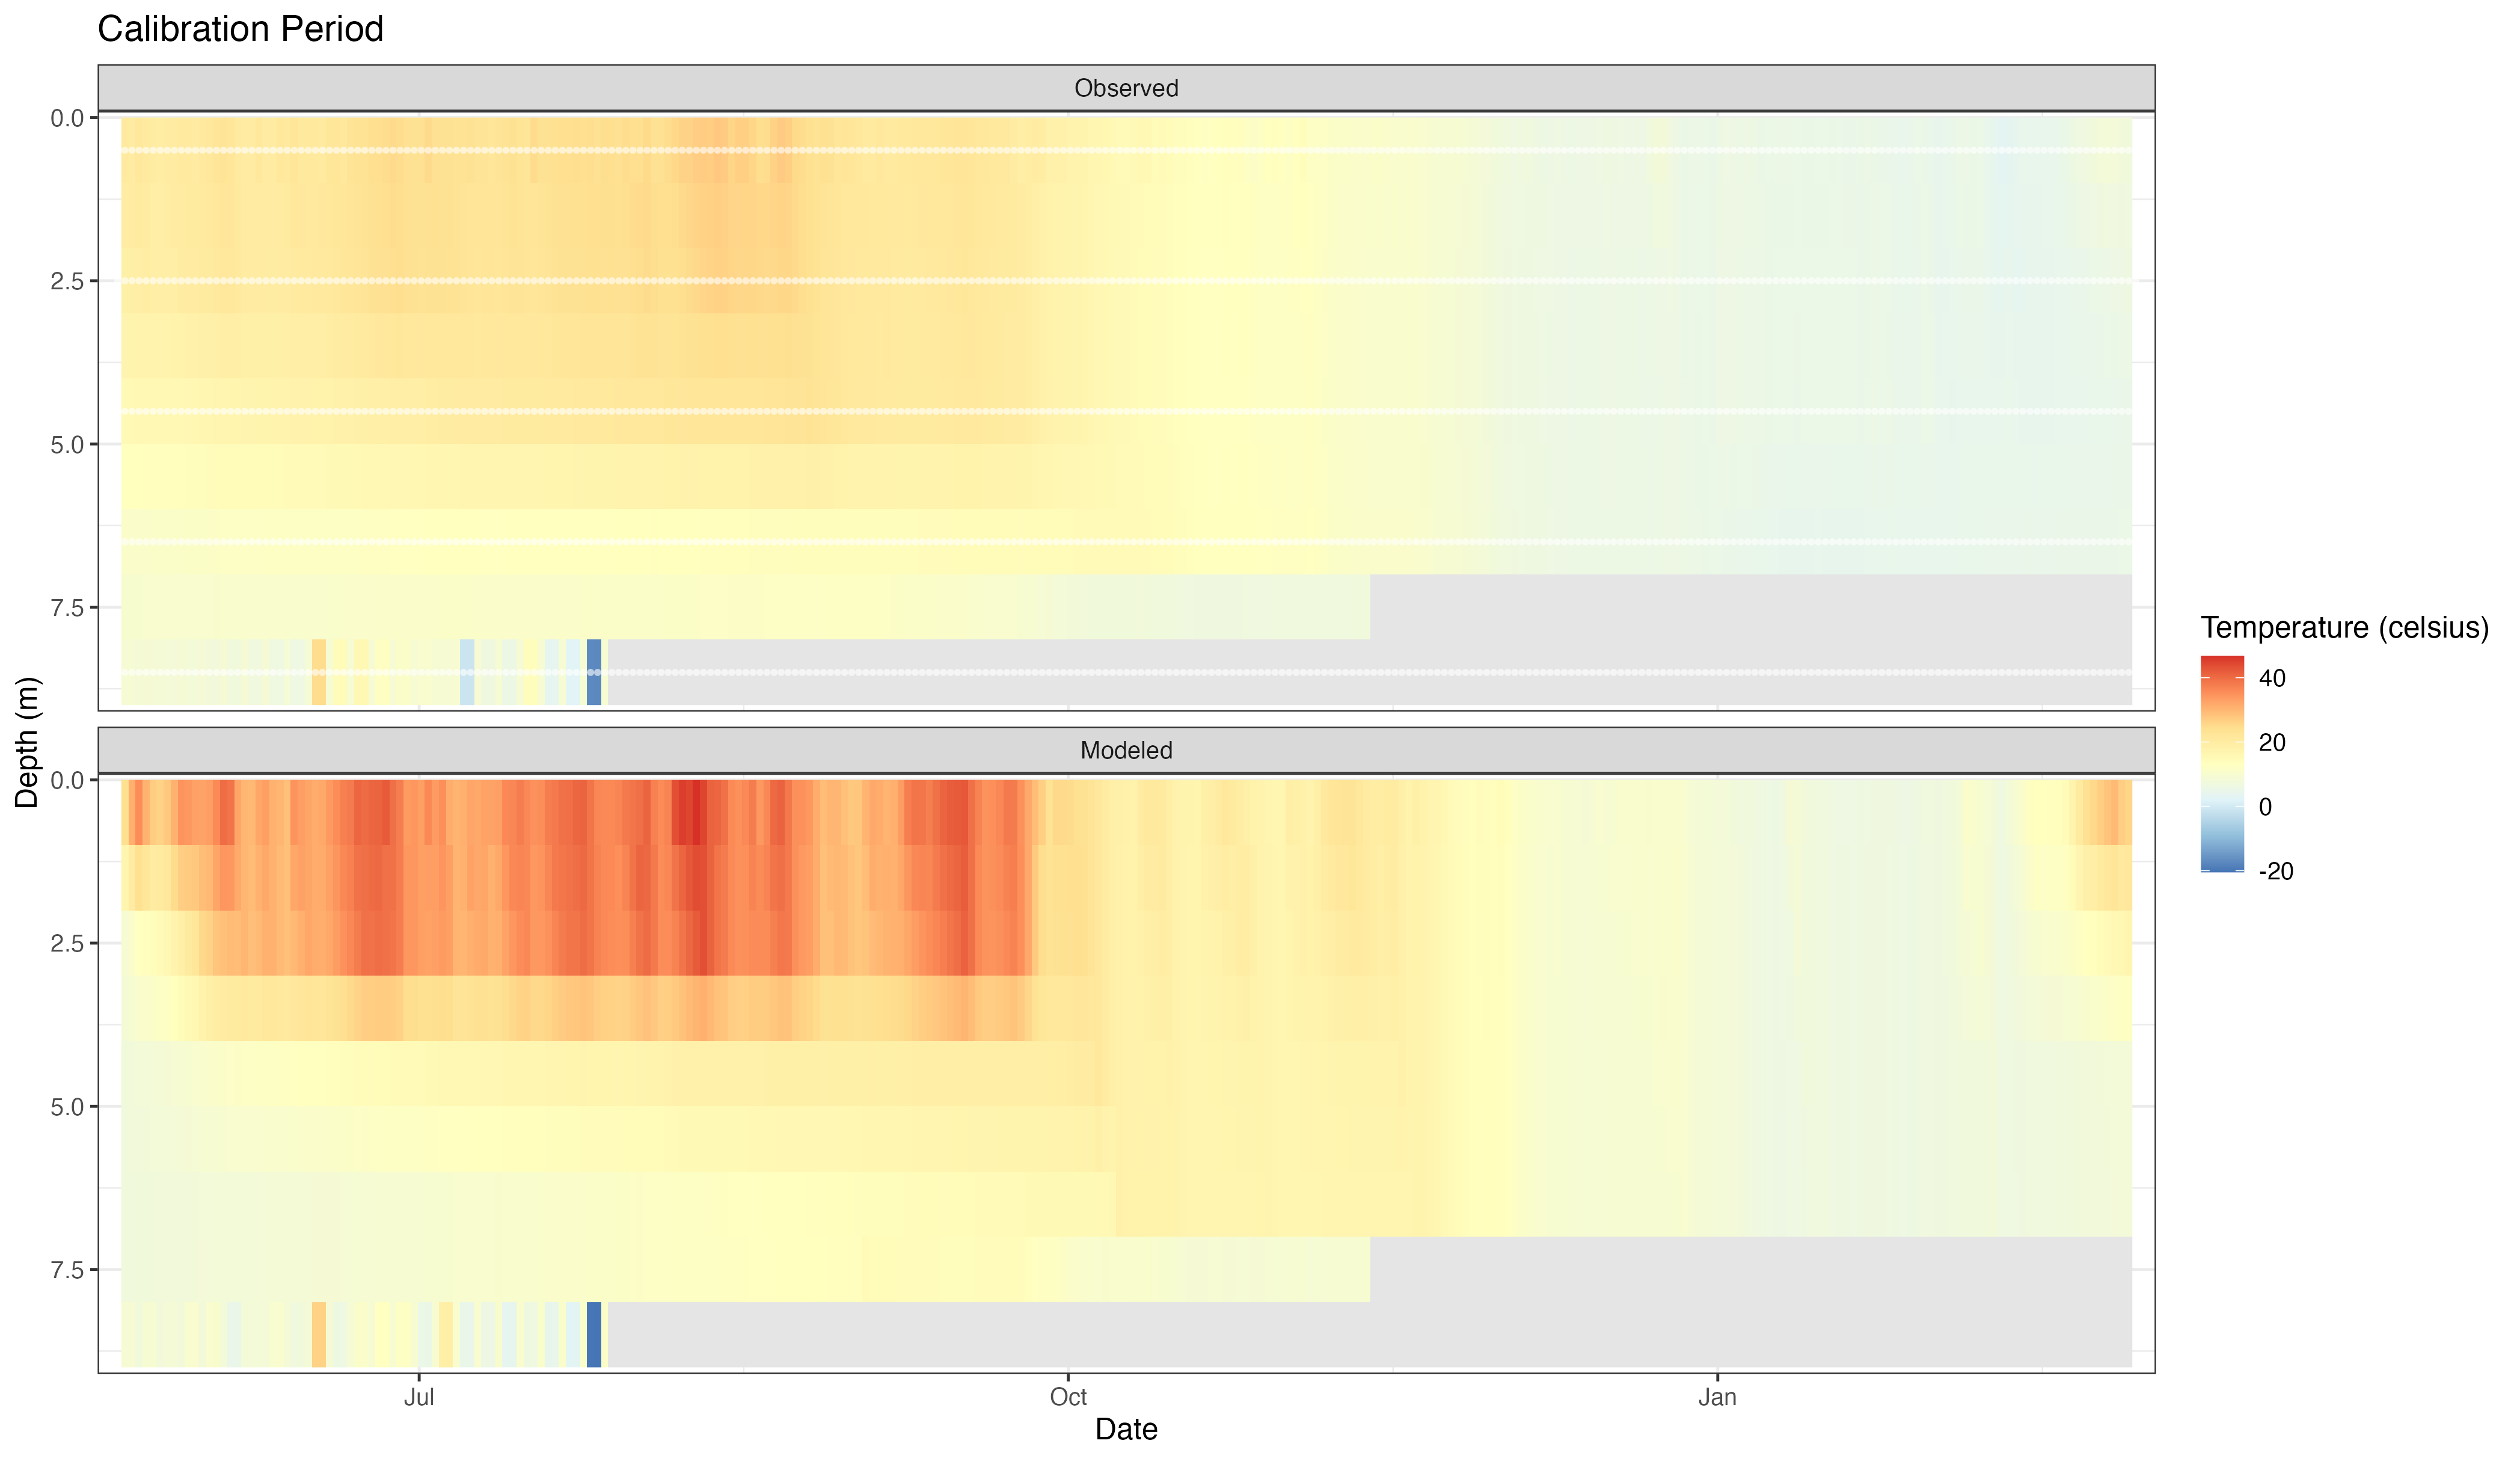 Calibration Period
Observed
0.0
2.5
5.0
7.5
Modeled
0.0
2.5
5.0
7.5
Depth (m)
Jul
Oct
Jan
Date
Temperature (celsius)
40
20
0
-20